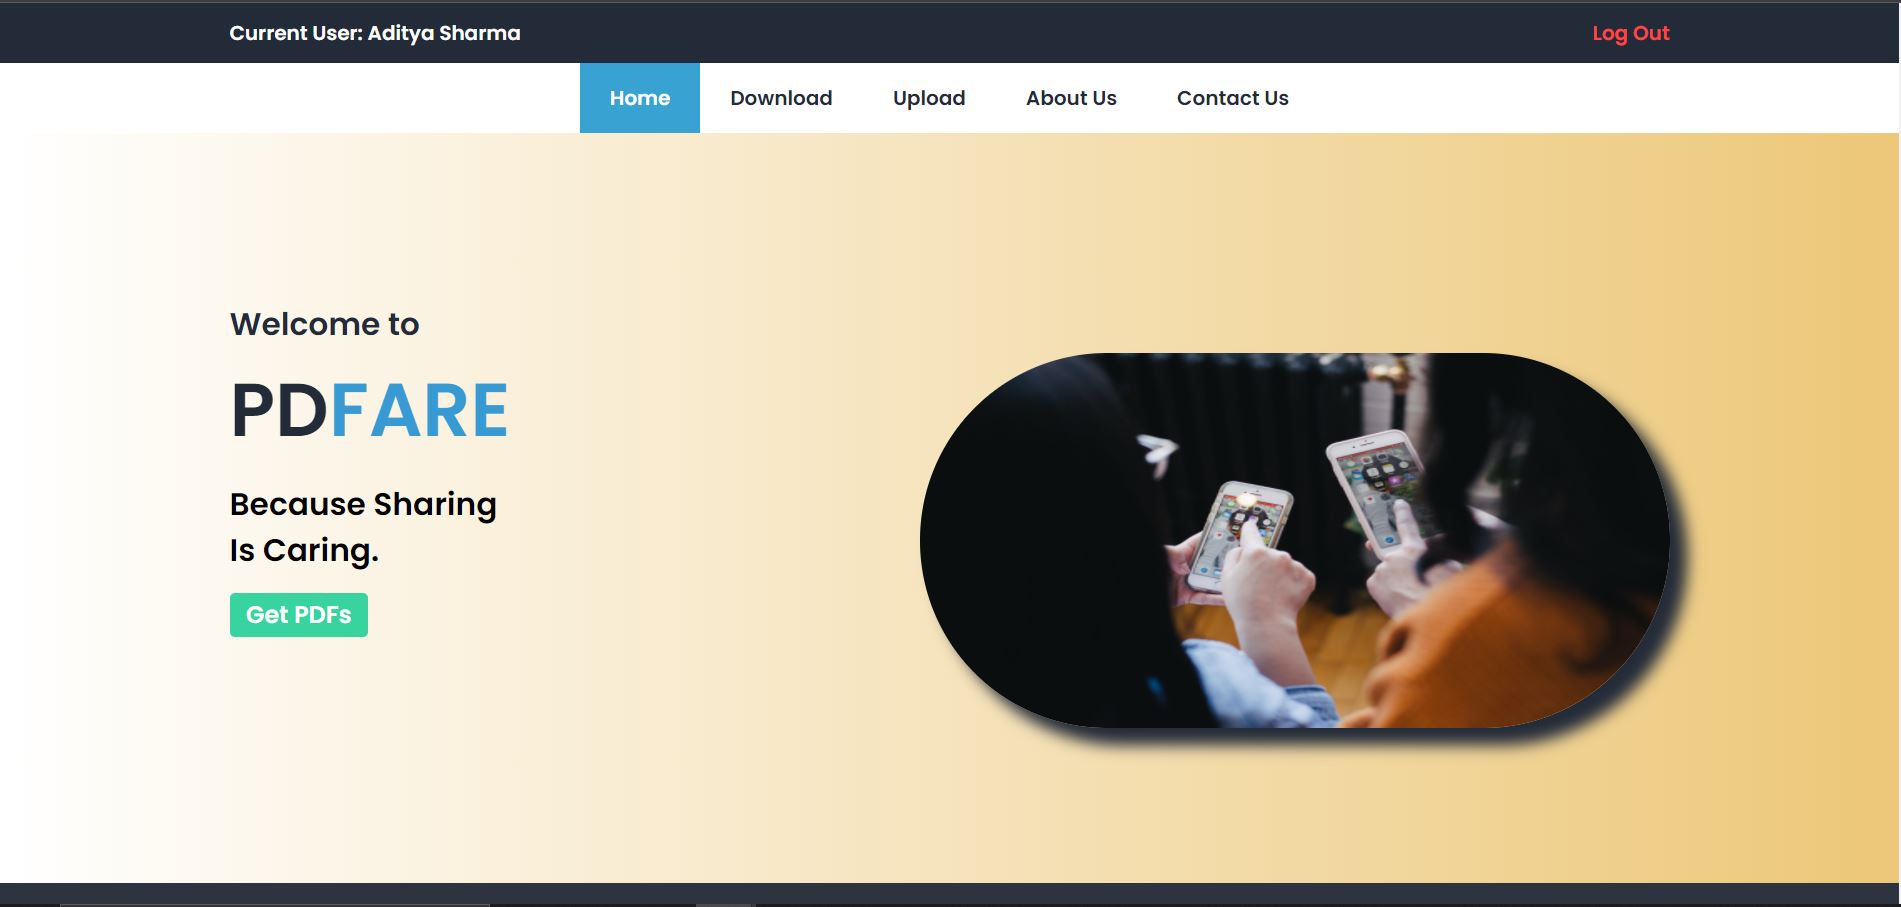 Current User: Aditya Sharma
Log Out
Home
Download
Upload
About Us
Contact Us
Welcome to
PDFARE
Because Sharing
Is Caring.
Get PDFs